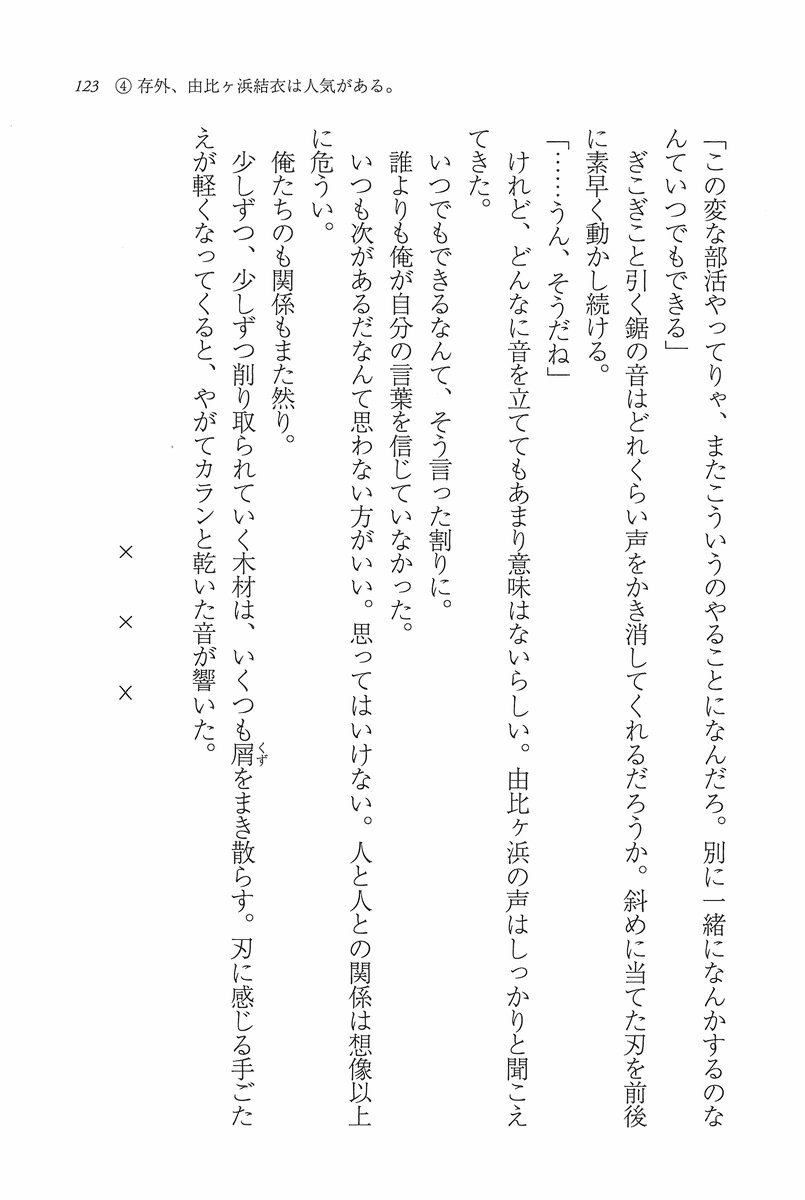 123 ④ 存外、由比ヶ浜結衣は人気がある。
「この変な部活やってりゃ、またこういうのやることになんだろ。別に一緒になんかするのな
んていつでもできる」
ぎこぎこと引く鋸の音はどれくらい声をかき消してくれるだろうか。斜めに当てた刃を前後
に素早く動かし続ける。
「……うん、そうだね」
けれど、どんなに音を立ててもあまり意味はないらしい。由比ヶ浜の声はしっかりと聞こえ
てきた。
いつでもできるなんて、そう言った割りに。
誰よりも俺が自分の言葉を信じていなかった。
いつも次があるだなんて思わない方がいい。思ってはいけない。人と人との関係は想像以上
に危うい。
俺たちのも関係もまた然り。
少しずつ、少しずつ削り取られていく木材は、いくつも屑をまき散らす。刃に感じる手ごた
くず
えが軽くなってくると、やがてカランと乾いた音が響いた。
× × ×